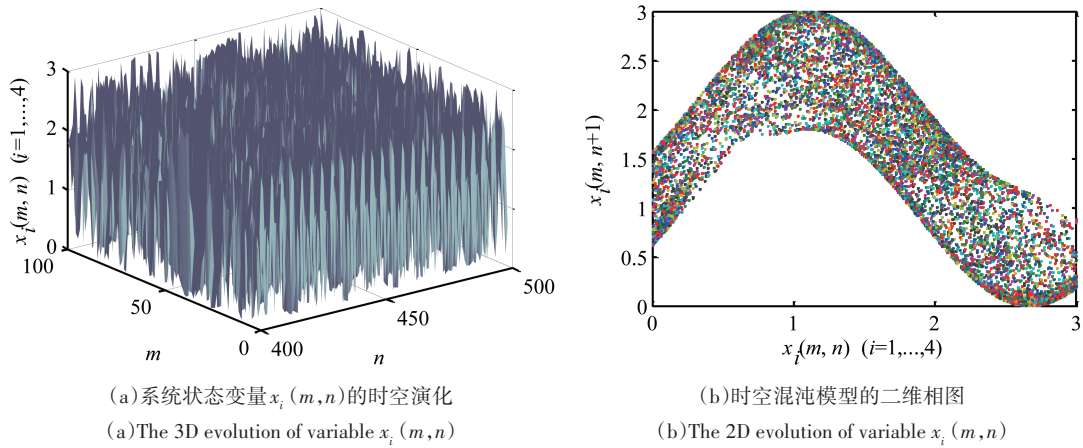 3
2
1
0
x_i(m, n) (i=1,...,4)
100
50
0
m
400
450
500
n
3
2.5
2
1.5
1
0.5
0
x_i(m, n+1)
0
1
2
3
x_i(m, n) (i=1,...,4)
(a)系统状态变量x_i(m,n)的时空演化
(a)The 3D evolution of variable x_i(m,n)
(b)时空混沌模型的二维相图
(b)The 2D evolution of variable x_i(m,n)